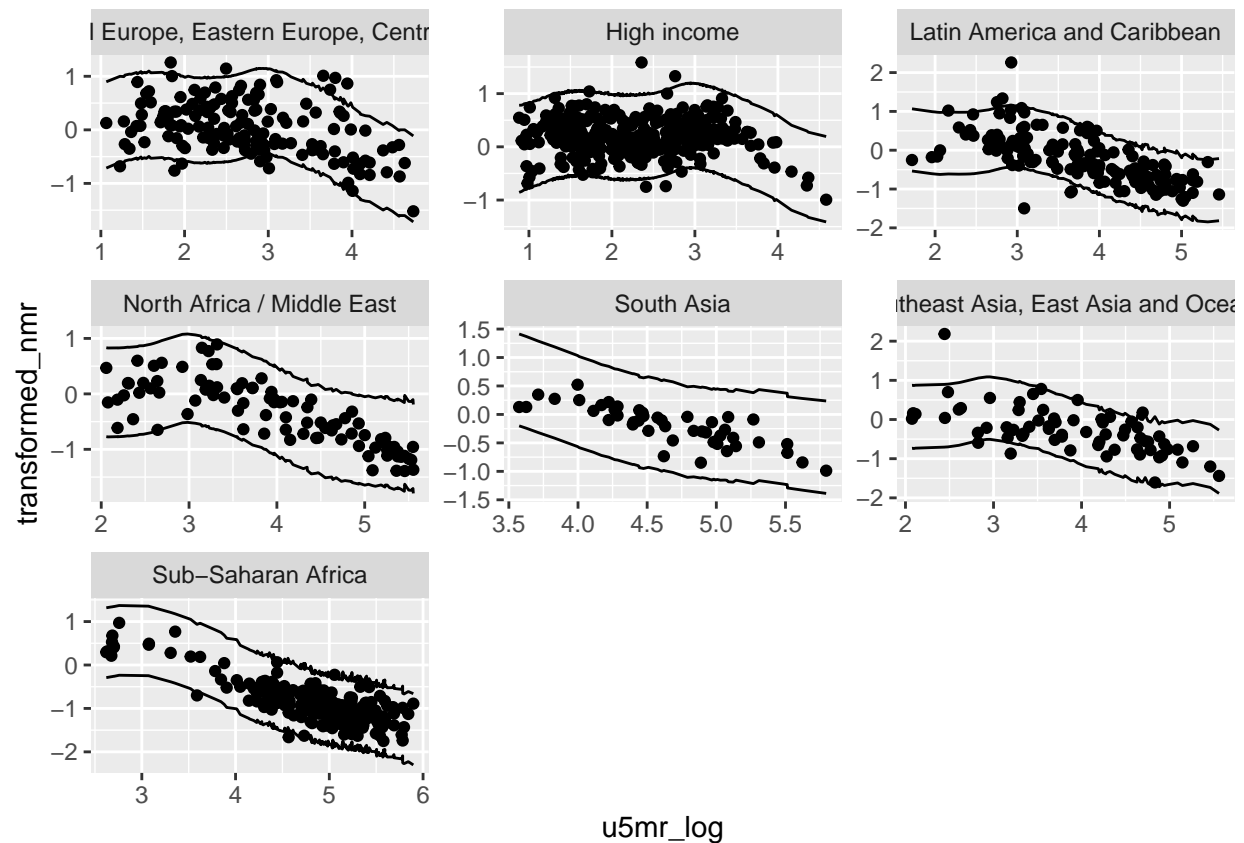 l Europe, Eastern Europe, Centr
High income
Latin America and Caribbean
1
0
−1
1 2 3 4
1
0
−1
1 2 3 4
2
1
0
−1
−2
2 3 4 5
North Africa / Middle East
South Asia
utheast Asia, East Asia and Ocea
1
0
−1
2 3 4 5
1.5
1.0
0.5
0.0
−0.5
−1.0
−1.5
3.5 4.0 4.5 5.0 5.5
2
1
0
−1
−2
2 3 4 5
Sub−Saharan Africa
1
0
−1
−2
3 4 5 6
transformed_nmr
u5mr_log